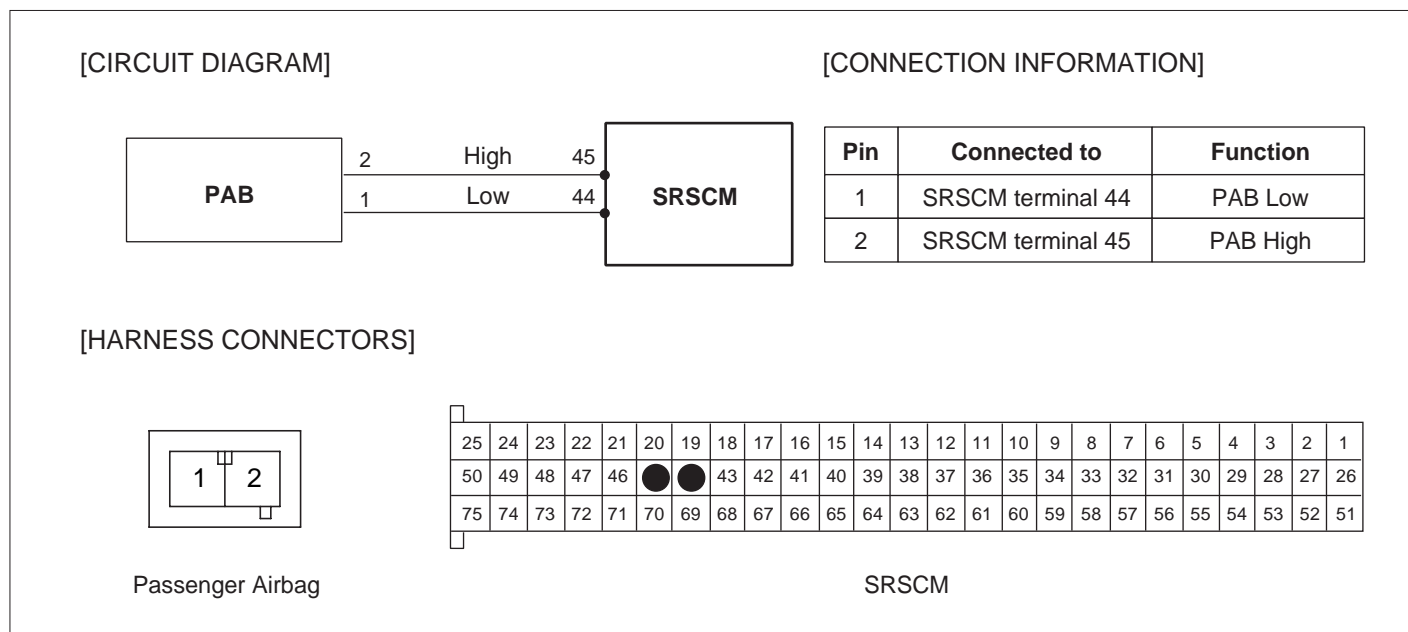 [CIRCUIT DIAGRAM]
PAB
2 High 45
1 Low 44
SRSCM
[CONNECTION INFORMATION]
Pin Connected to Function
1 SRSCM terminal 44 PAB Low
2 SRSCM terminal 45 PAB High
[HARNESS CONNECTORS]
1 2
Passenger Airbag
25 24 23 22 21 20 19 18 17 16 15 14 13 12 11 10 9 8 7 6 5 4 3 2 1
50 49 48 47 46 43 42 41 40 39 38 37 36 35 34 33 32 31 30 29 28 27 26
75 74 73 72 71 70 69 68 67 66 65 64 63 62 61 60 59 58 57 56 55 54 53 52 51
SRSCM